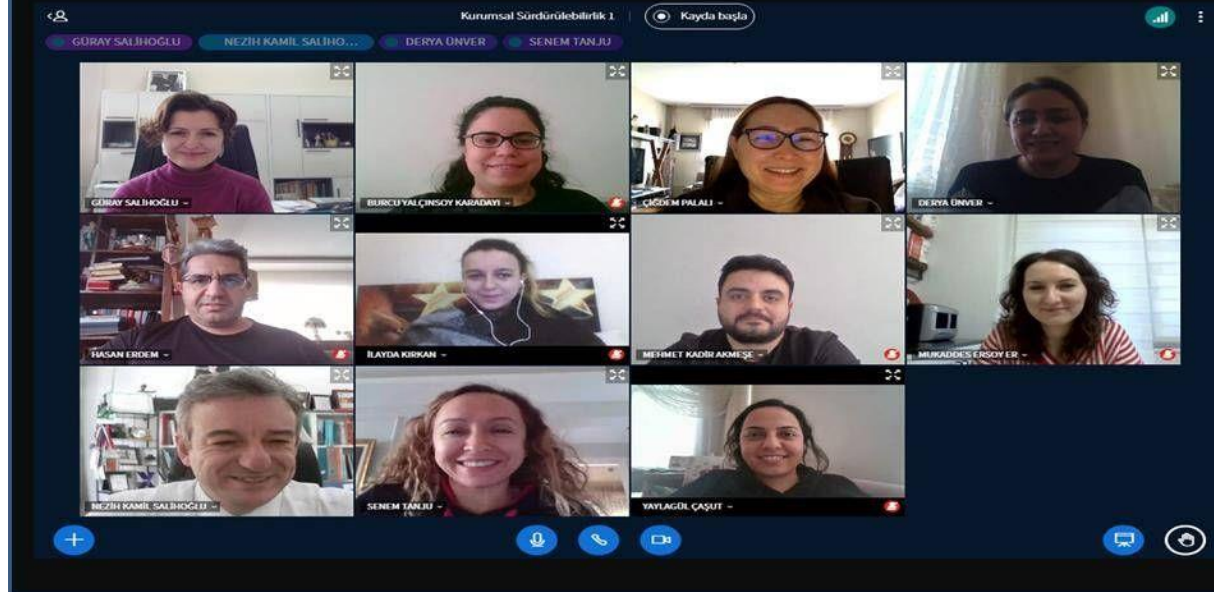 Kurumsal Sürdürülebilirlik 1
Kayda başla
GÜRAY SALİHOĞLU
NEZİH KAMİL SALİHO...
DERYA ÜNVER
SENEM TANJU
GÜRAY SALİHOĞLU
BURCU YALÇINSOY KARADAYI
ÇİĞDEM PALALI
DERYA ÜNVER
HASAN ERDEM
İLAYDA KIRKAN
MEHMET KADİR AKMEŞE
MUKADDES ERSOY ER
NEZİH KAMİL SALİHOĞLU
SENEM TANJU
YAYLAGÜL ÇAŞUT